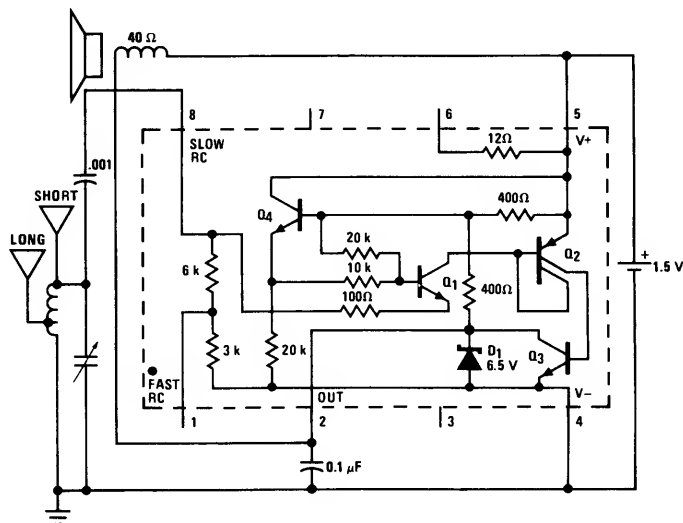 40 Ω
8
7
6
5
SLOW RC
12Ω
V+
.001
SHORT
400Ω
Q4
20 k
Q2
LONG
6 k
10 k
Q1
400Ω
+
1.5 V
100Ω
3 k
20 k
D1
6.5 V
Q3
FAST RC
OUT
V−
1
2
3
4
0.1 μF